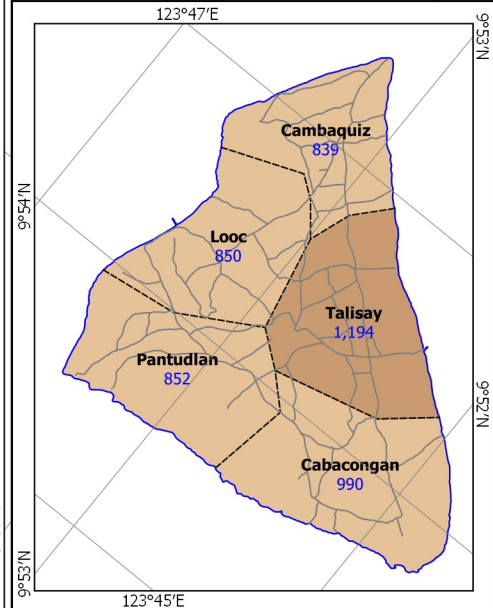 123°47′E
9°53′N
Cambaquiz
839
9°54′N
Looc
850
Talisay
1,194
Pantudlan
852
9°52′N
Cabacongan
990
9°53′N
123°45′E